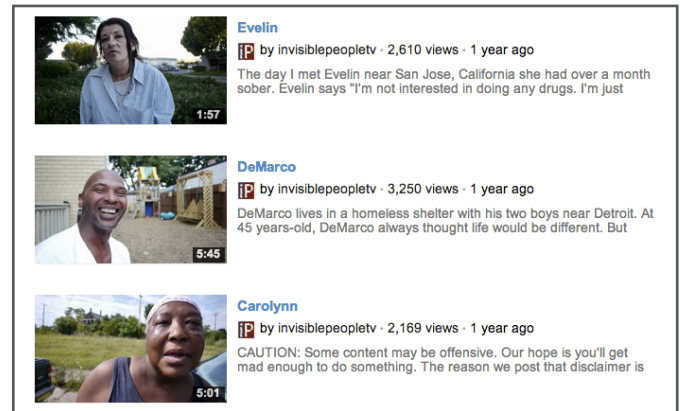 Evelin
iP by invisiblepeopletv · 2,610 views · 1 year ago
The day I met Evelin near San Jose, California she had over a month
sober. Evelin says "I'm not interested in doing any drugs. I'm just
1:57
DeMarco
iP by invisiblepeopletv · 3,250 views · 1 year ago
DeMarco lives in a homeless shelter with his two boys near Detroit. At
45 years-old, DeMarco always thought life would be different. But
5:45
Carolynn
iP by invisiblepeopletv · 2,169 views · 1 year ago
CAUTION: Some content may be offensive. Our hope is you'll get
mad enough to do something. The reason we post that disclaimer is
5:01